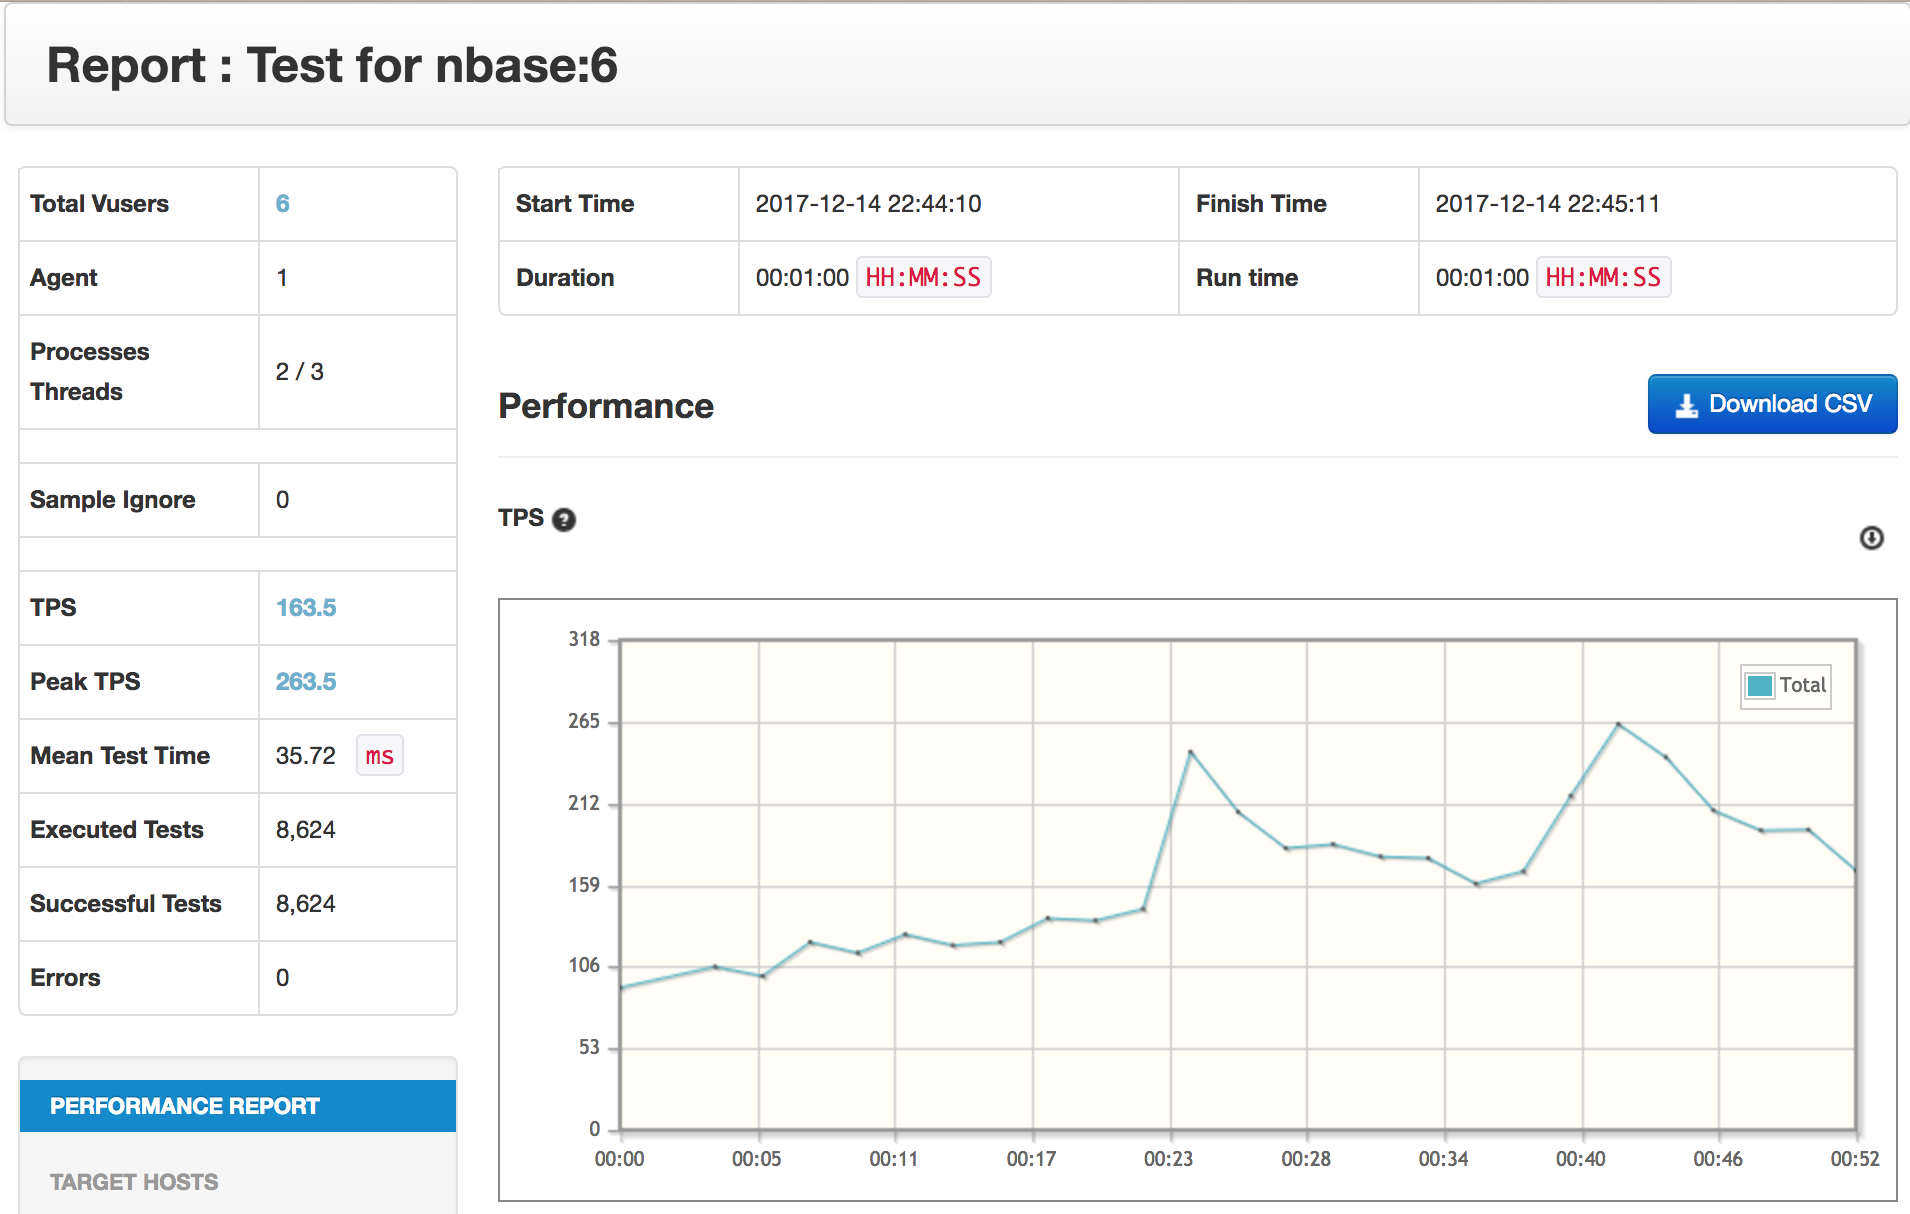 Report : Test for nbase:6
Total Vusers 6
Agent 1
Processes
Threads
2 / 3
Sample Ignore 0
TPS 163.5
Peak TPS 263.5
Mean Test Time 35.72 ms
Executed Tests 8,624
Successful Tests 8,624
Errors 0
PERFORMANCE REPORT
TARGET HOSTS
Start Time 2017-12-14 22:44:10 Finish Time 2017-12-14 22:45:11
Duration 00:01:00 HH:MM:SS Run time 00:01:00 HH:MM:SS
Performance
Download CSV
TPS ?
318
265
212
159
106
53
0
Total
00:00 00:05 00:11 00:17 00:23 00:28 00:34 00:40 00:46 00:52